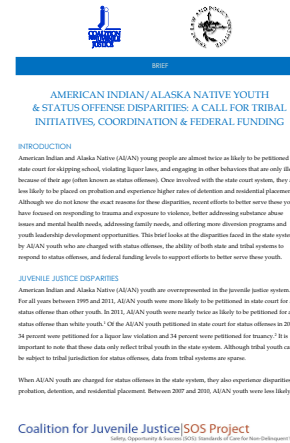 COALITION
JUVENILE
JUSTICE
TRIBAL LAW AND POLICY INSTITUTE
BRIEF
AMERICAN INDIAN/ALASKA NATIVE YOUTH
& STATUS OFFENSE DISPARITIES: A CALL FOR TRIBAL
INITIATIVES, COORDINATION & FEDERAL FUNDING
INTRODUCTION
American Indian and Alaska Native (AI/AN) young people are almost twice as likely to be petitioned
state court for skipping school, violating liquor laws, and engaging in other behaviors that are only ille
because of their age (often known as status offenses). Once involved with the state court system, they
less likely to be placed on probation and experience higher rates of detention and residential placemen
Although we do not know the exact reasons for these disparities, recent efforts to better serve these yo
have focused on responding to trauma and exposure to violence, better addressing substance abuse
issues and mental health needs, addressing family needs, and offering more diversion programs and
youth leadership development opportunities. This brief looks at the disparities faced in the state syste
by AI/AN youth who are charged with status offenses, the ability of both state and tribal systems to
respond to status offenses, and federal funding levels to support efforts to better serve these youth.
JUVENILE JUSTICE DISPARITIES
American Indian and AI/AN youth are overrepresented in the juvenile justice system.
For all years between 1995 and 2011, AI/AN youth were more likely to be petitioned in state court for
status offense than other youth. In 2011, AI/AN youth were nearly twice as likely to be petitioned for a
status offense than white youth.¹ Of the AI/AN youth petitioned in state court for status offenses in 20
34 percent were petitioned for a liquor law violation and 34 percent were petitioned for truancy.² It is
important to note that these data only reflect tribal youth in the state system. Although tribal youth ca
be subject to tribal jurisdiction for status offenses, data from tribal systems are sparse.
When AI/AN youth are charged for status offenses in the system, they also experience disparities
probation, detention, and residential placement. Between 2007 and 2010, AI/AN youth were less likely
Coalition for Juvenile Justice|SOS Project
Safety, Opportunity & Success (SOS): Standards of Care for Non-Delinquent